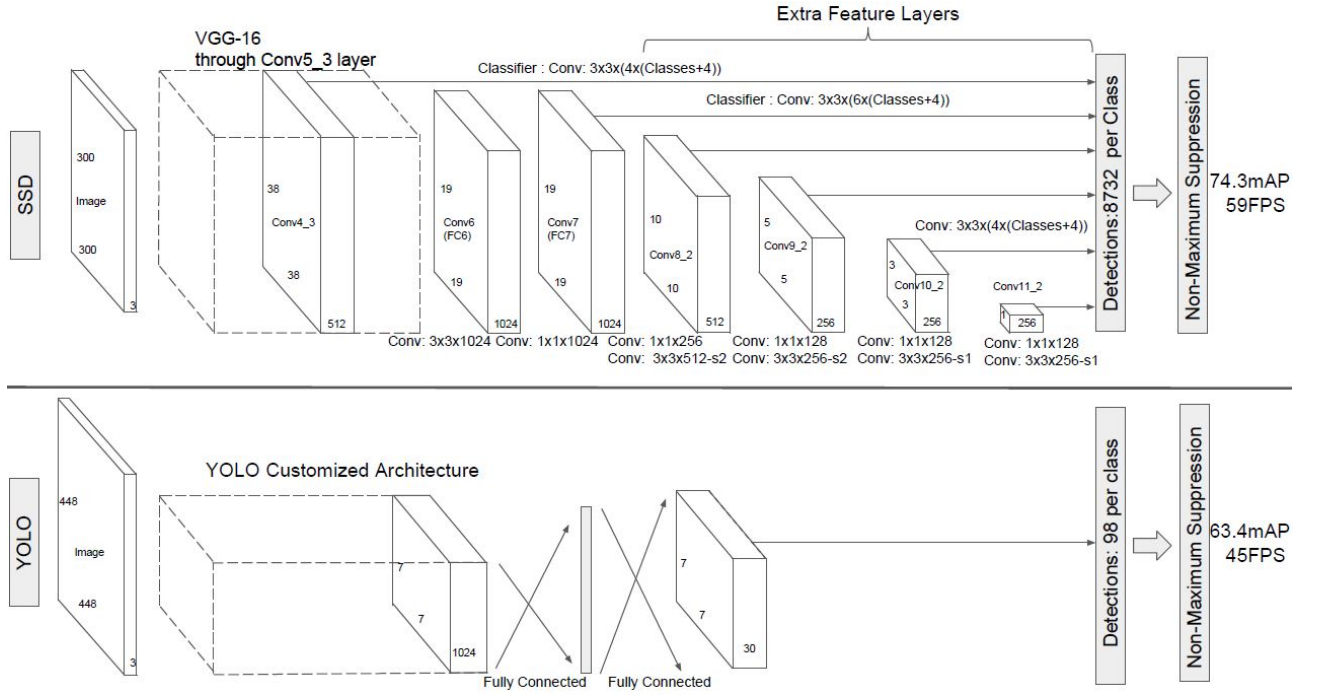 Extra Feature Layers
VGG-16
through Conv5_3 layer
Classifier : Conv: 3x3x(4x(Classes+4))
Classifier : Conv: 3x3x(6x(Classes+4))
SSD
300
Image
300
3
38
Conv4_3
38
512
19
Conv6
(FC6)
19
1024
19
Conv7
(FC7)
19
1024
10
Conv8_2
10
512
5
Conv9_2
5
256
Conv: 3x3x(4x(Classes+4))
3
Conv10_2
3
256
Conv11_2
1
256
Conv: 3x3x1024
Conv: 1x1x1024
Conv: 1x1x256
Conv: 3x3x512-s2
Conv: 1x1x128
Conv: 3x3x256-s2
Conv: 1x1x128
Conv: 3x3x256-s1
Conv: 1x1x128
Conv: 3x3x256-s1
Detections:8732 per Class
Non-Maximum Suppression
74.3mAP
59FPS
YOLO
448
Image
448
3
YOLO Customized Architecture
7
7
1024
Fully Connected
Fully Connected
7
7
30
Detections: 98 per class
Non-Maximum Suppression
63.4mAP
45FPS